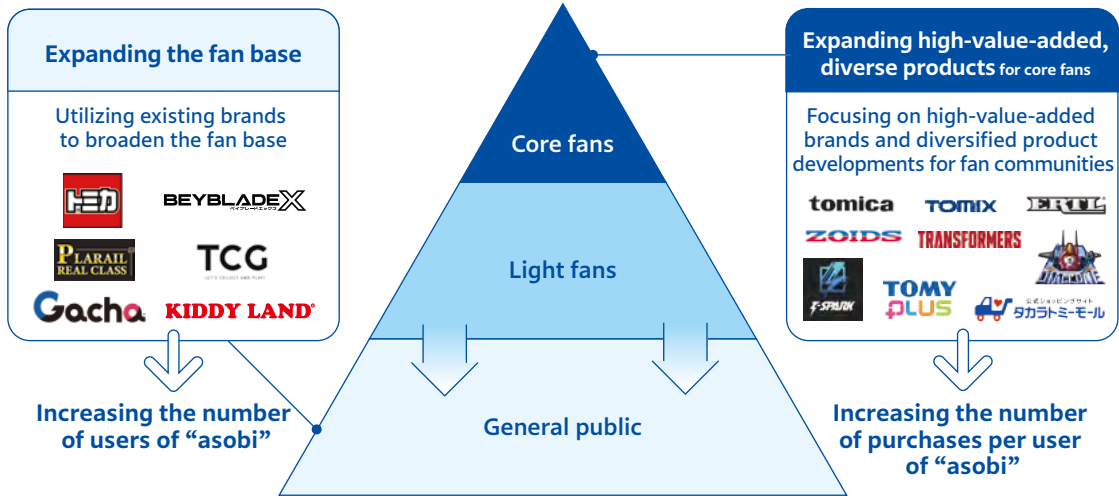 Expanding the fan base
Utilizing existing brands
to broaden the fan base
トミカ
BEYBLADE X
ベイブレードエックス
PLARAIL
REAL CLASS
TCG
LET'S COLLECT AND PLAY!
Gacha
KIDDY LAND®
Increasing the number
of users of “asobi”
Core fans
Light fans
General public
Expanding high-value-added,
diverse products for core fans
Focusing on high-value-added
brands and diversified product
developments for fan communities
tomica
TOMIX
ERTL
ZOIDS
TRANSFORMERS
DIACLONE
T-SPARK
TOMY
PLUS
公式ショッピングサイト
タカラトミーモール
Increasing the number
of purchases per user
of “asobi”